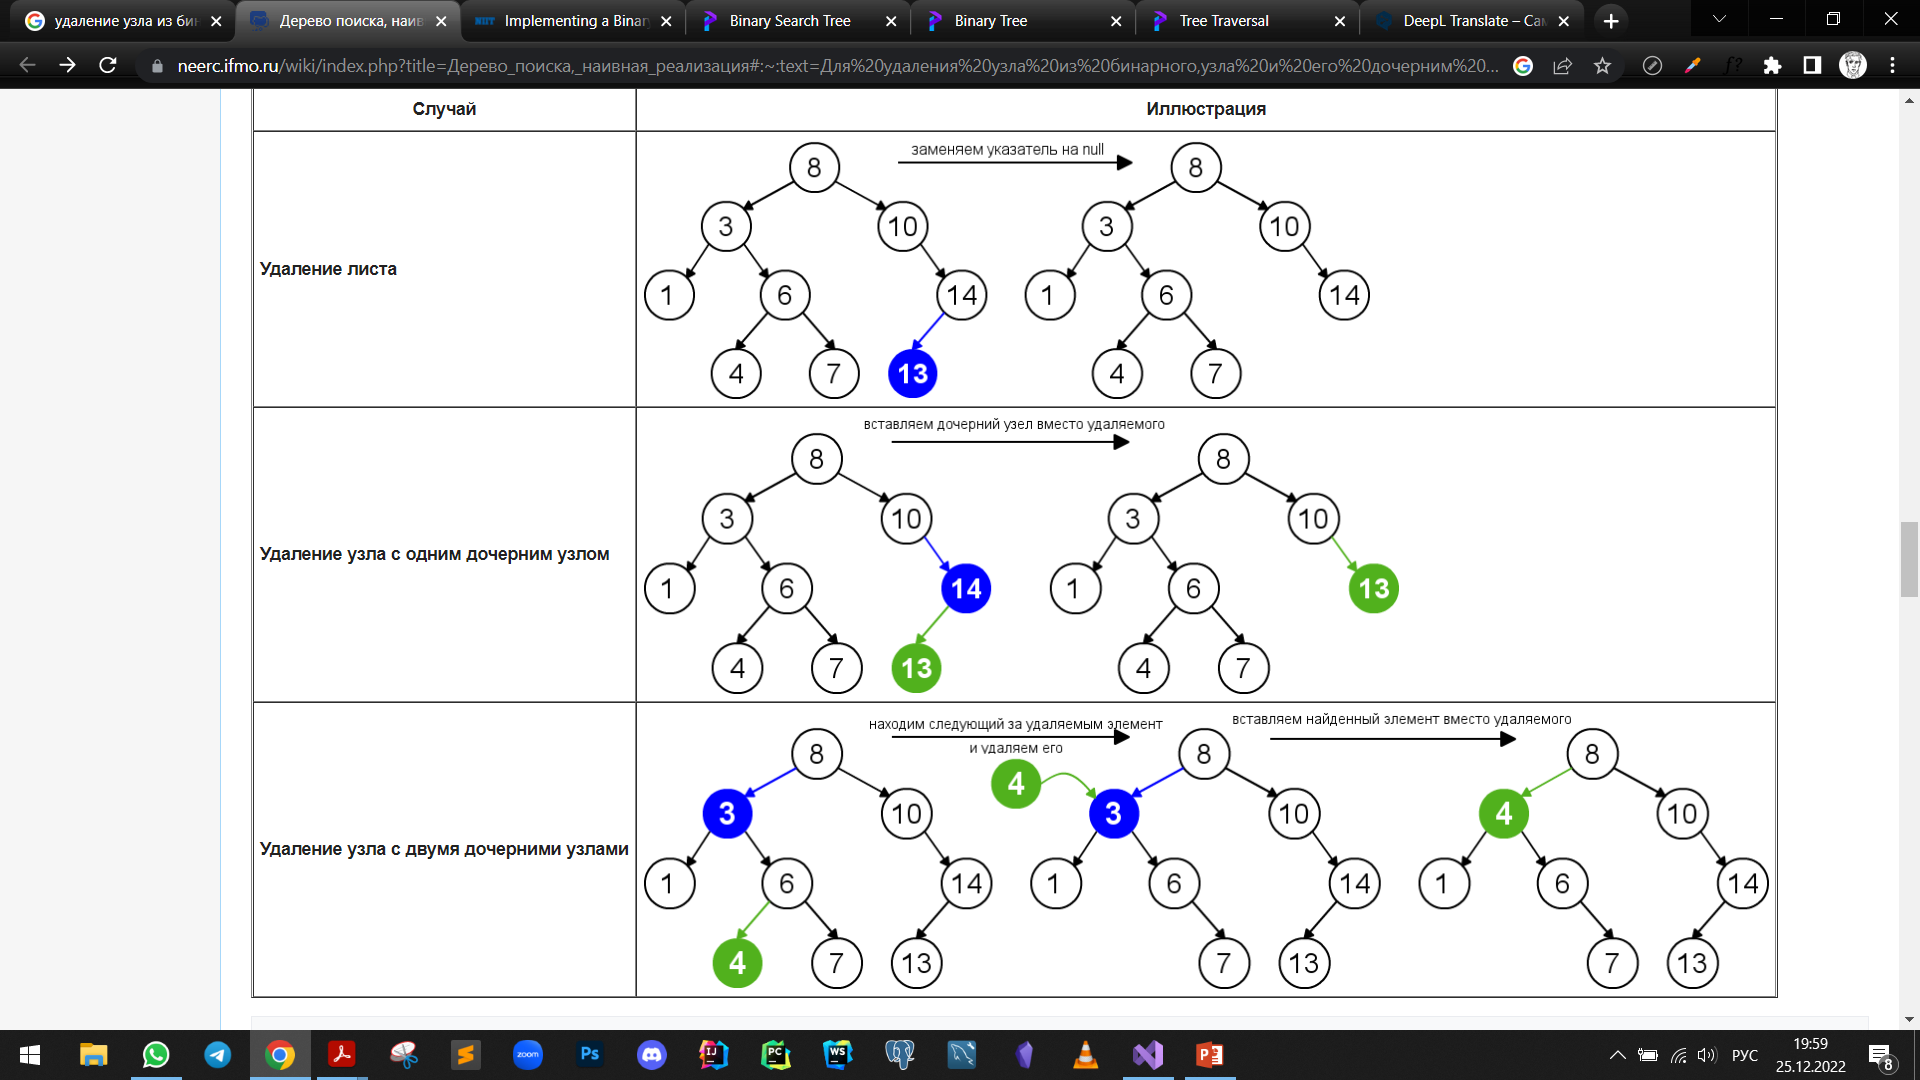 удаление узла из бин
Дерево поиска, наив
Implementing a Binar
Binary Search Tree
Binary Tree
Tree Traversal
DeepL Translate – Сам
neerc.ifmo.ru/wiki/index.php?title=Дерево_поиска,_наивная_реализация#:~:text=Для%20удаления%20узла%20из%20бинарного,узла%20и%20его%20дочерним%20...
Случай
Иллюстрация
Удаление листа
заменяем указатель на null
8
3
10
1
6
14
4
7
13
8
3
10
1
6
14
4
7
Удаление узла с одним дочерним узлом
вставляем дочерний узел вместо удаляемого
8
3
10
1
6
14
4
7
13
8
3
10
1
6
13
4
7
Удаление узла с двумя дочерними узлами
находим следующий за удаляемым элемент
и удаляем его
вставляем найденный элемент вместо удаляемого
8
3
10
1
6
14
4
7
13
4
8
3
10
1
6
14
7
13
8
4
10
1
6
14
7
13
zoom
Ps
IJ
PC
WS
РУС
19:59
25.12.2022
8